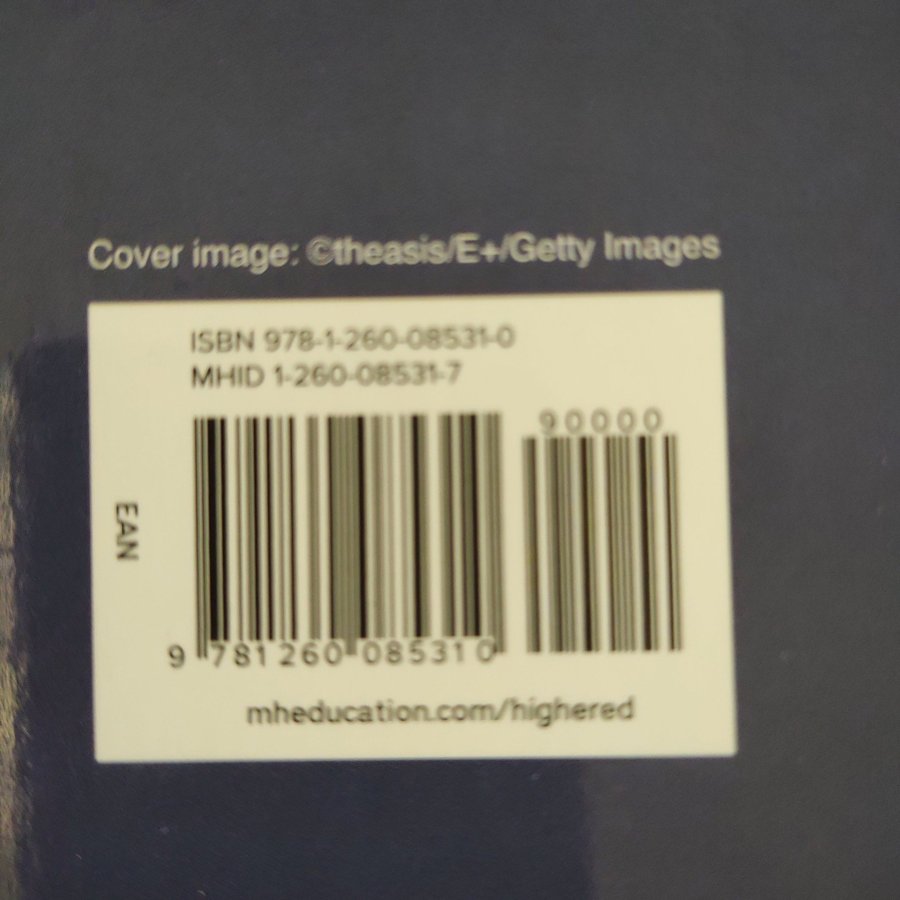 Cover image: ©theasis/E+/Getty Images
ISBN 978-1-260-08531-0
MHID 1-260-08531-7
90000
EAN
9 781260 085310
mheducation.com/highered